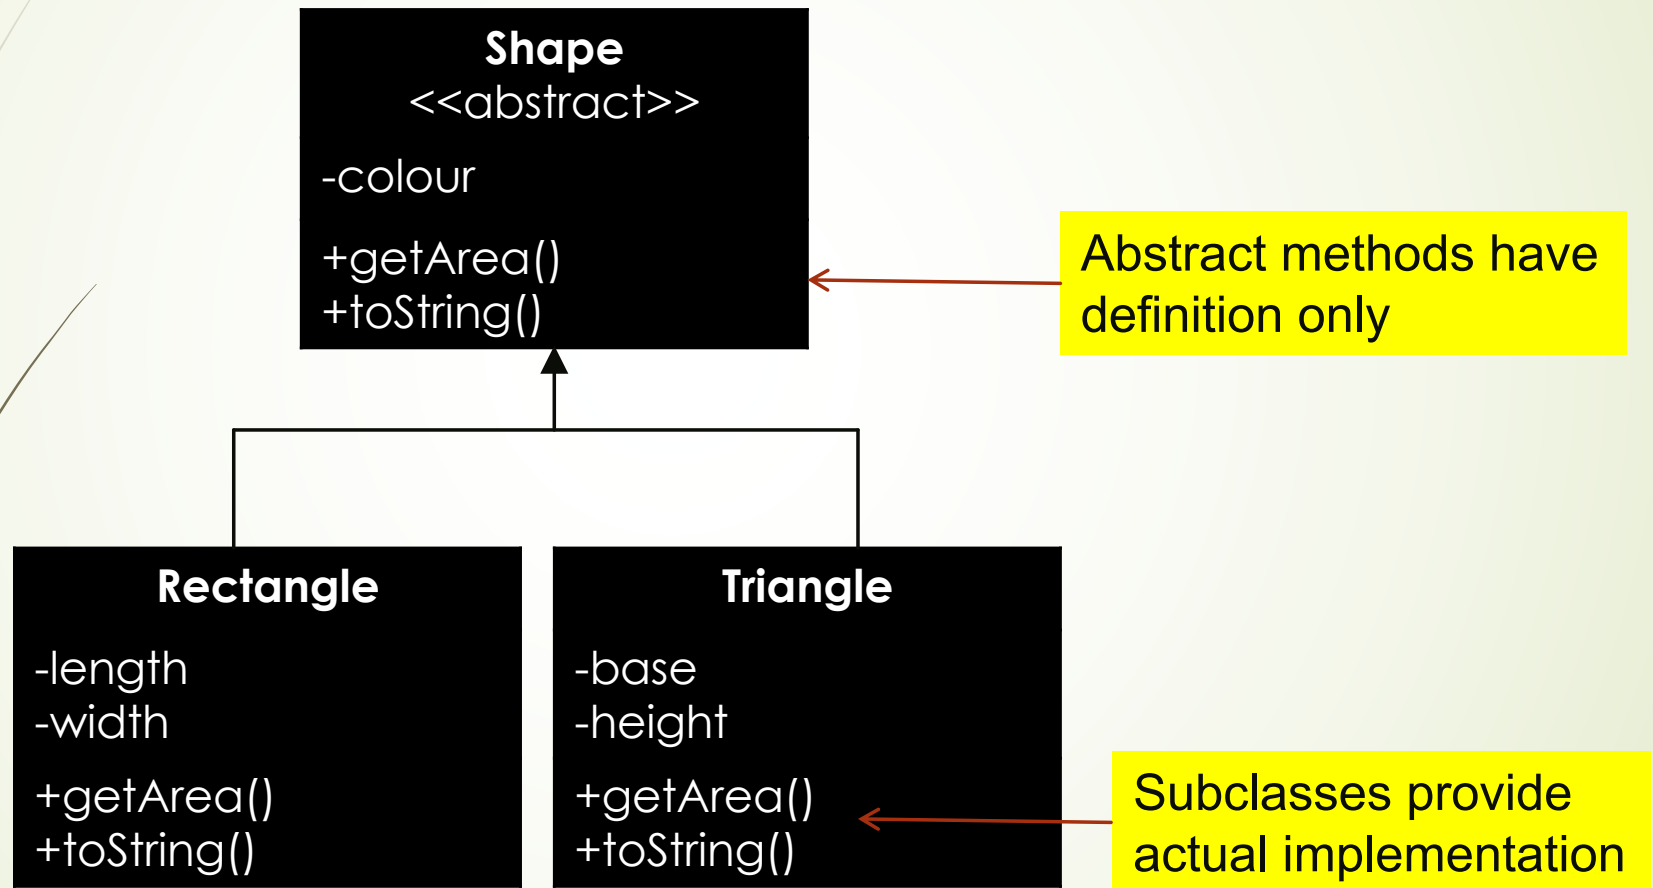 Shape
<<abstract>>
-colour
+getArea()
+toString()
Abstract methods have
definition only
Rectangle
-length
-width
+getArea()
+toString()
Triangle
-base
-height
+getArea()
+toString()
Subclasses provide
actual implementation